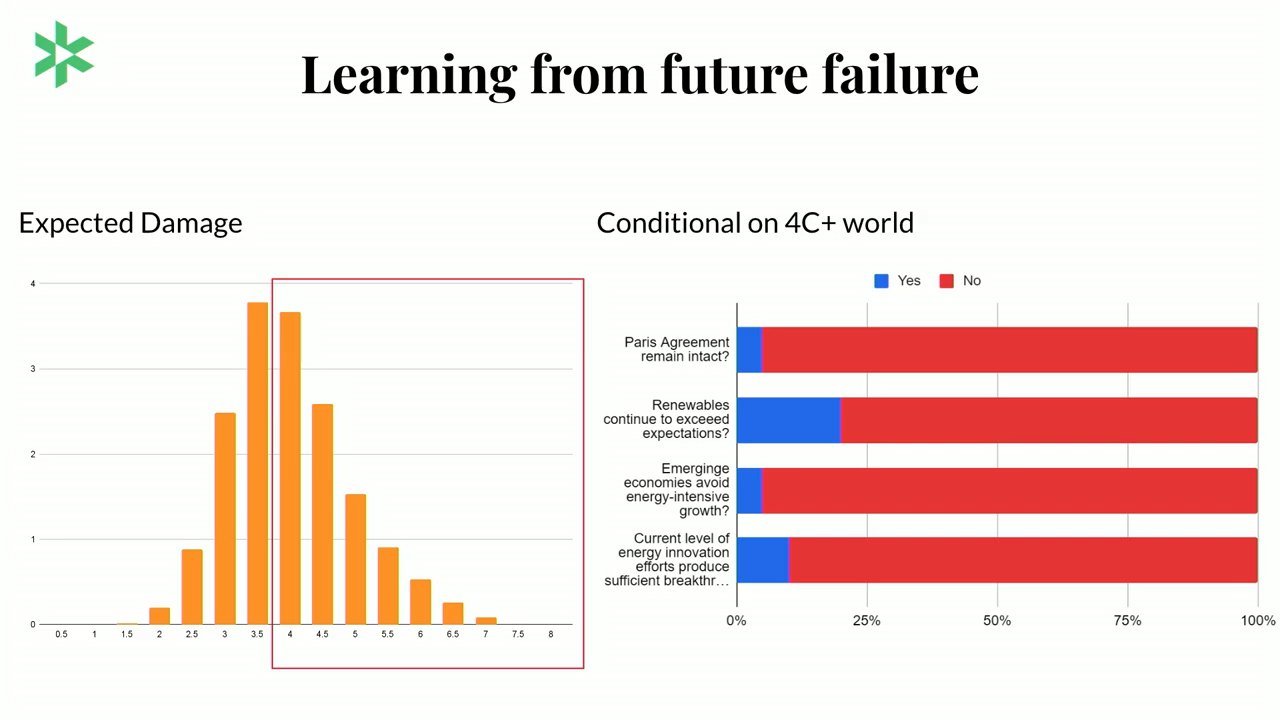 Learning from future failure
Expected Damage
4
3
2
1
0
0.5 1 1.5 2 2.5 3 3.5 4 4.5 5 5.5 6 6.5 7 7.5 8
Conditional on 4C+ world
Yes No
Paris Agreement
remain intact?
Renewables
continue to exceeed
expectations?
Emerginge
economies avoid
energy-intensive
growth?
Current level of
energy innovation
efforts produce
sufficient breakthr…
0% 25% 50% 75% 100%